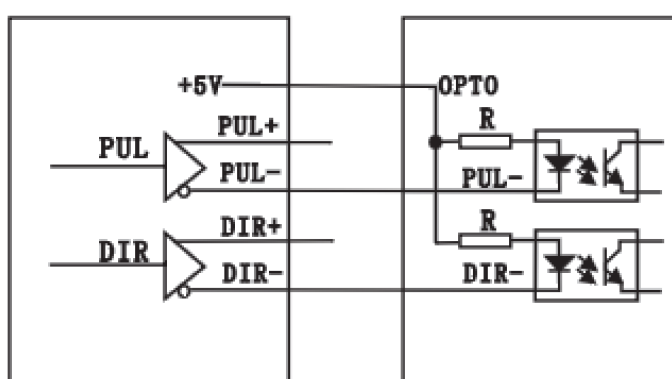 +5V OPTO
PUL+ R
PUL PUL- PUL-
DIR+ R
DIR DIR- DIR-